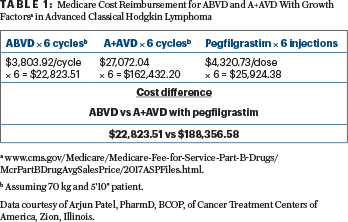 TABLE 1: Medicare Cost Reimbursement for ABVD and A+AVD With Growth
Factorsª in Advanced Classical Hodgkin Lymphoma
ABVD × 6 cyclesᵇ A+AVD × 6 cyclesᵇ Pegfilgrastim × 6 injections
$3,803.92/cycle $27,072.04 $4,320.73/dose
× 6 = $22,823.51 × 6 = $162,432.20 × 6 = $25,924.38
Cost difference
ABVD vs A+AVD with pegfilgrastim
$22,823.51 vs $188,356.58
ª www.cms.gov/Medicare/Medicare-Fee-for-Service-Part-B-Drugs/
McrPartBDrugAvgSalesPrice/2017ASPFiles.html.
ᵇ Assuming 70 kg and 5'10" patient.
Data courtesy of Arjun Patel, PharmD, BCOP, of Cancer Treatment Centers of
America, Zion, Illinois.